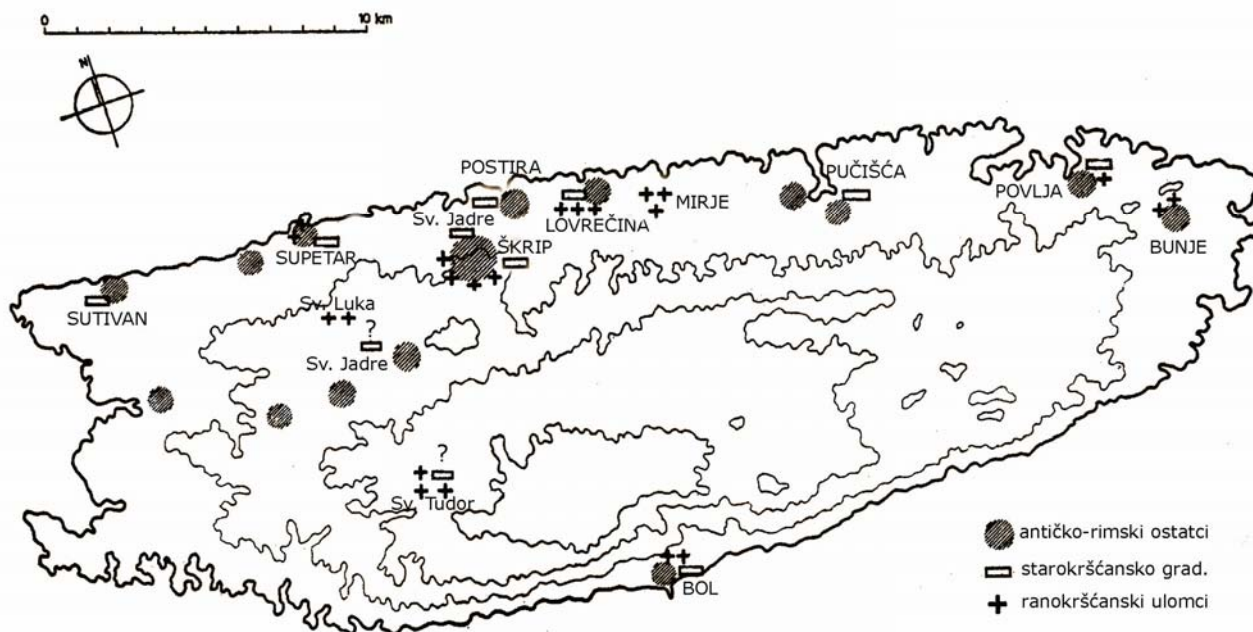 0 10 km
N
POSTIRA
PUČIŠĆA
Sv. Jadre
LOVREČINA
MIRJE
POVLJA
ŠKRIP
SUPETAR
BUNJE
SUTIVAN
Sv. Luka
?
Sv. Jadre
?
Sv. Tudor
BOL
antičko-rimski ostatci
starokršćansko grad.
ranokršćanski ulomci